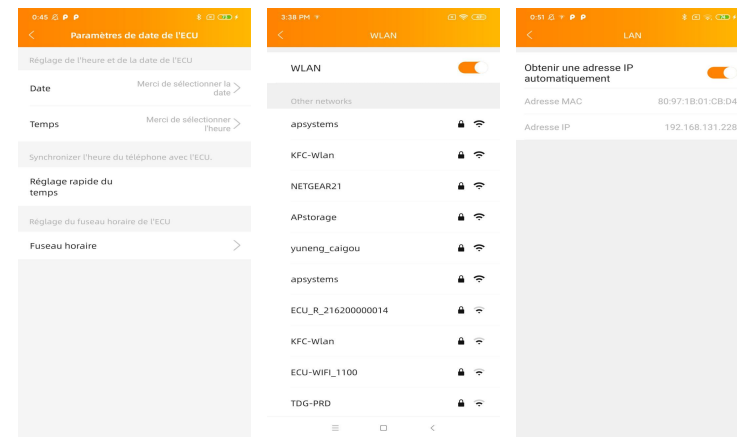 0:45
Paramètres de date de l'ECU
Réglage de l'heure et de la date de l'ECU
Date
Merci de sélectionner la
date
Temps
Merci de sélectionner
l'heure
Synchronizer l'heure du téléphone avec l'ECU.
Réglage rapide du
temps
Réglage du fuseau horaire de l'ECU
Fuseau horaire
3:38 PM
WLAN
WLAN
Other networks
apsystems
KFC-Wlan
NETGEAR21
APstorage
yuneng_caigou
apsystems
ECU_R_216200000014
KFC-Wlan
ECU-WIFI_1100
TDG-PRD
0:51
LAN
Obtenir une adresse IP
automatiquement
Adresse MAC 80:97:1B:01:CB:D4
Adresse IP 192.168.131.228